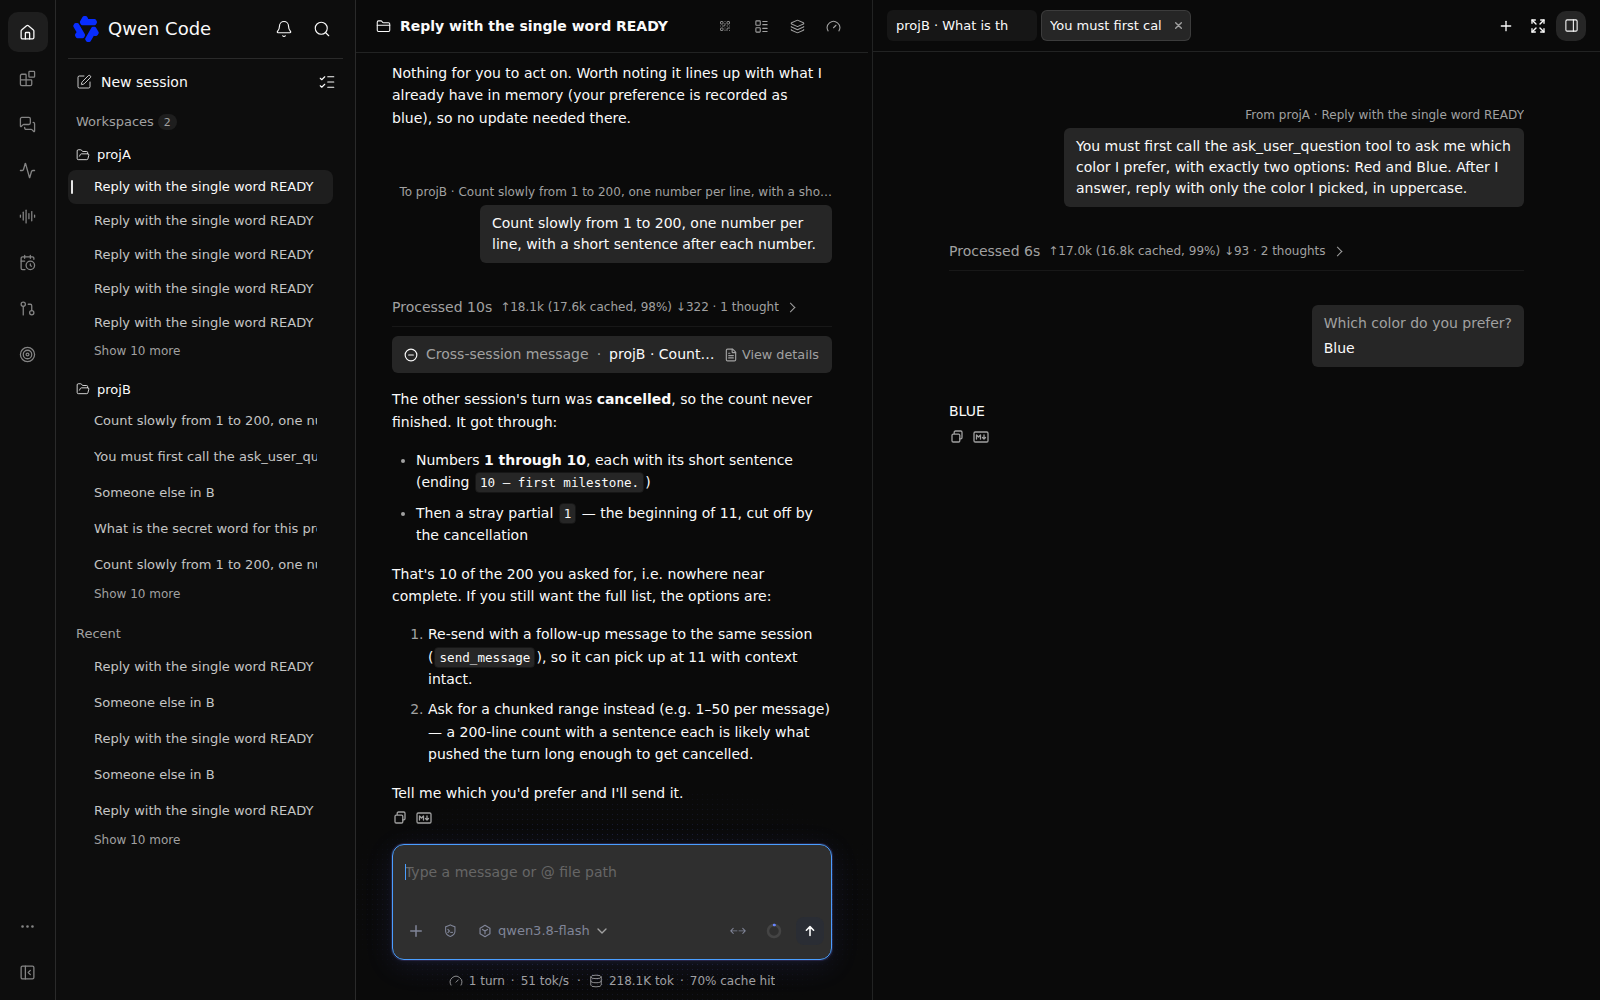 Qwen Code
New session
Workspaces 2
projA
Reply with the single word READY
Reply with the single word READY
Reply with the single word READY
Reply with the single word READY
Reply with the single word READY
Show 10 more
projB
Count slowly from 1 to 200, one nu
You must first call the ask_user_qu
Someone else in B
What is the secret word for this pro
Count slowly from 1 to 200, one nu
Show 10 more
Recent
Reply with the single word READY
Someone else in B
Reply with the single word READY
Someone else in B
Reply with the single word READY
Show 10 more
Reply with the single word READY
Nothing for you to act on. Worth noting it lines up with what I
already have in memory (your preference is recorded as
blue), so no update needed there.
To projB · Count slowly from 1 to 200, one number per line, with a sho…
Count slowly from 1 to 200, one number per
line, with a short sentence after each number.
Processed 10s ↑18.1k (17.6k cached, 98%) ↓322 · 1 thought
Cross-session message · projB · Count… View details
The other session's turn was cancelled, so the count never
finished. It got through:
• Numbers 1 through 10, each with its short sentence
(ending 10 — first milestone. )
• Then a stray partial 1 — the beginning of 11, cut off by
the cancellation
That's 10 of the 200 you asked for, i.e. nowhere near
complete. If you still want the full list, the options are:
1. Re-send with a follow-up message to the same session
( send_message ), so it can pick up at 11 with context
intact.
2. Ask for a chunked range instead (e.g. 1–50 per message)
— a 200-line count with a sentence each is likely what
pushed the turn long enough to get cancelled.
Tell me which you'd prefer and I'll send it.
Type a message or @ file path
qwen3.8-flash
1 turn · 51 tok/s · 218.1K tok · 70% cache hit
projB · What is th
You must first cal
From projA · Reply with the single word READY
You must first call the ask_user_question tool to ask me which
color I prefer, with exactly two options: Red and Blue. After I
answer, reply with only the color I picked, in uppercase.
Processed 6s ↑17.0k (16.8k cached, 99%) ↓93 · 2 thoughts
Which color do you prefer?
Blue
BLUE